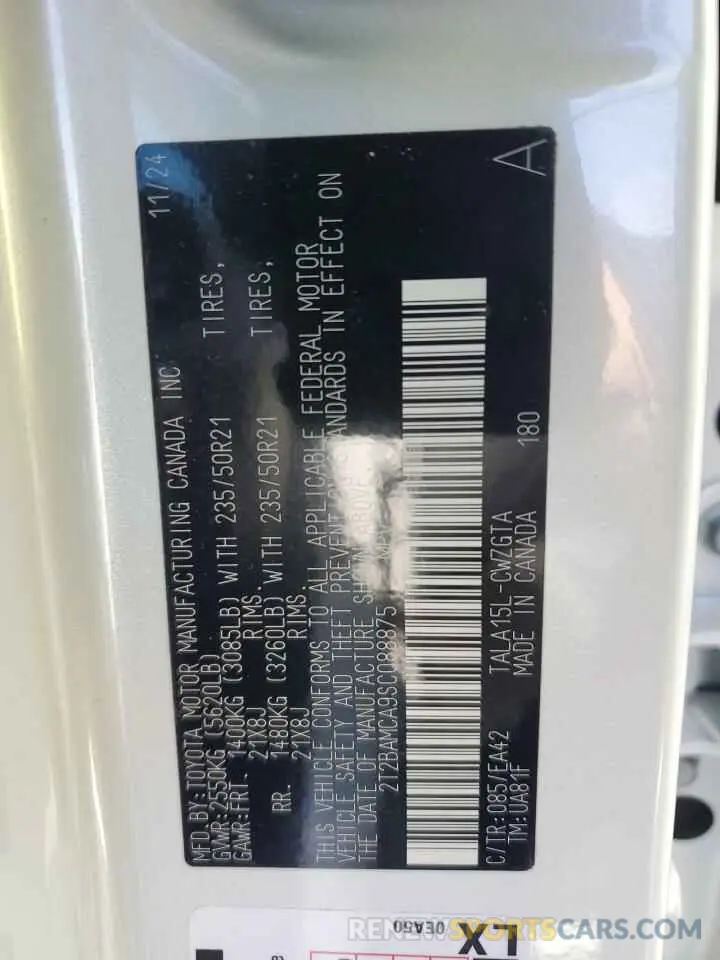 MFD.BY:TOYOTA MOTOR MANUFACTURING CANADA INC 11/24
GVWR:2550KG (5620LB)
GAWR:FRT. 1400KG (3085LB) WITH 235/50R21 TIRES,
21X8J RIMS.
RR. 1480KG (3260LB) WITH 235/50R21 TIRES,
21X8J RIMS.
THIS VEHICLE CONFORMS TO ALL APPLICABLE FEDERAL MOTOR
VEHICLE SAFETY AND THEFT PREVENT STANDARDS IN EFFECT ON
THE DATE OF MANUFACTURE SHOWN ABOVE.
2T2BAMCA9SC088875 MPV
C/TR:085/EA42 TALA15L-CWZGTA 180
TM:UA81F MADE IN CANADA
A
0EA50
RENEWSPORTSCARS.COM